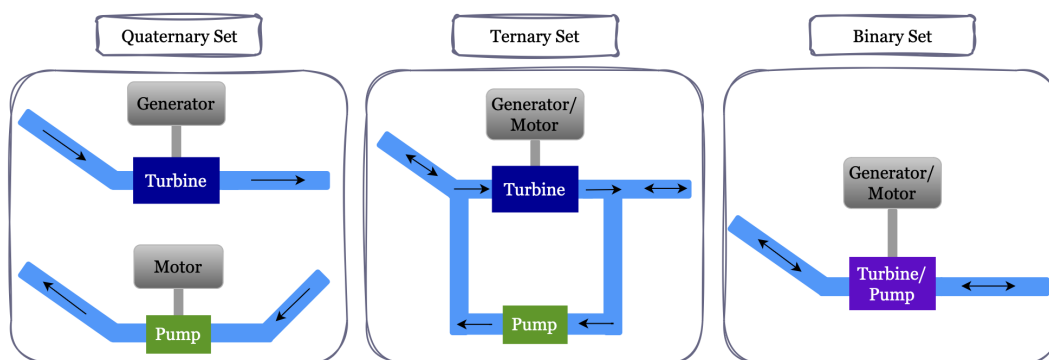 Quaternary Set
Ternary Set
Binary Set
Generator
Turbine
Motor
Pump
Generator/
Motor
Turbine
Pump
Generator/
Motor
Turbine/
Pump